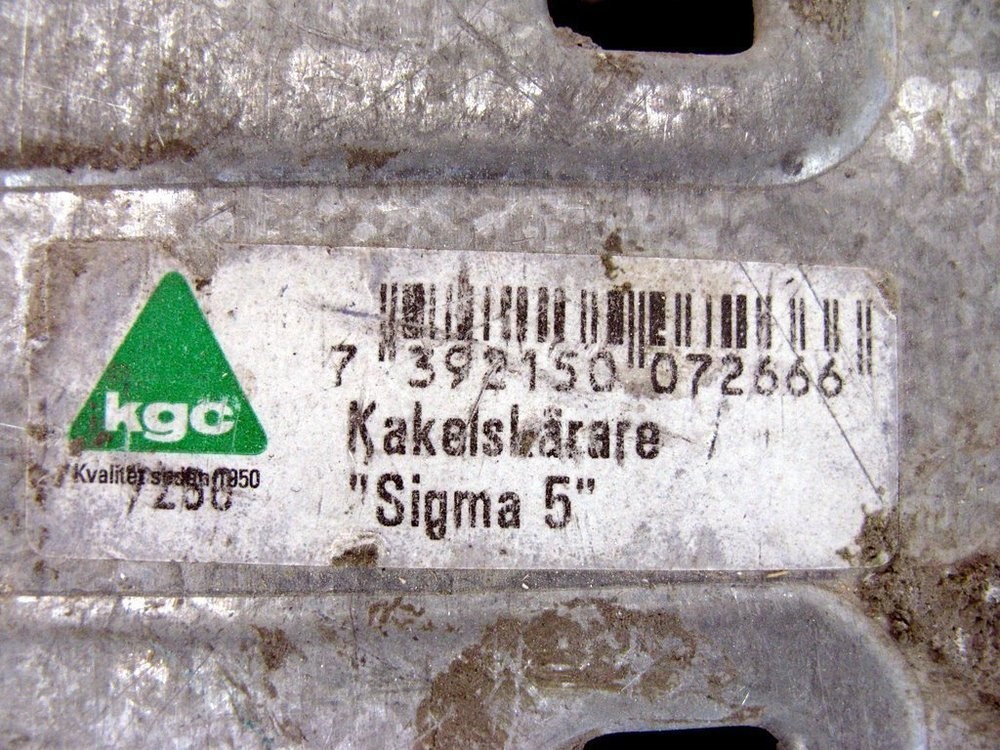 7 392150 072666
kgc
Kakelskärare
Kvalitet sedan 1950
7250
"Sigma 5"